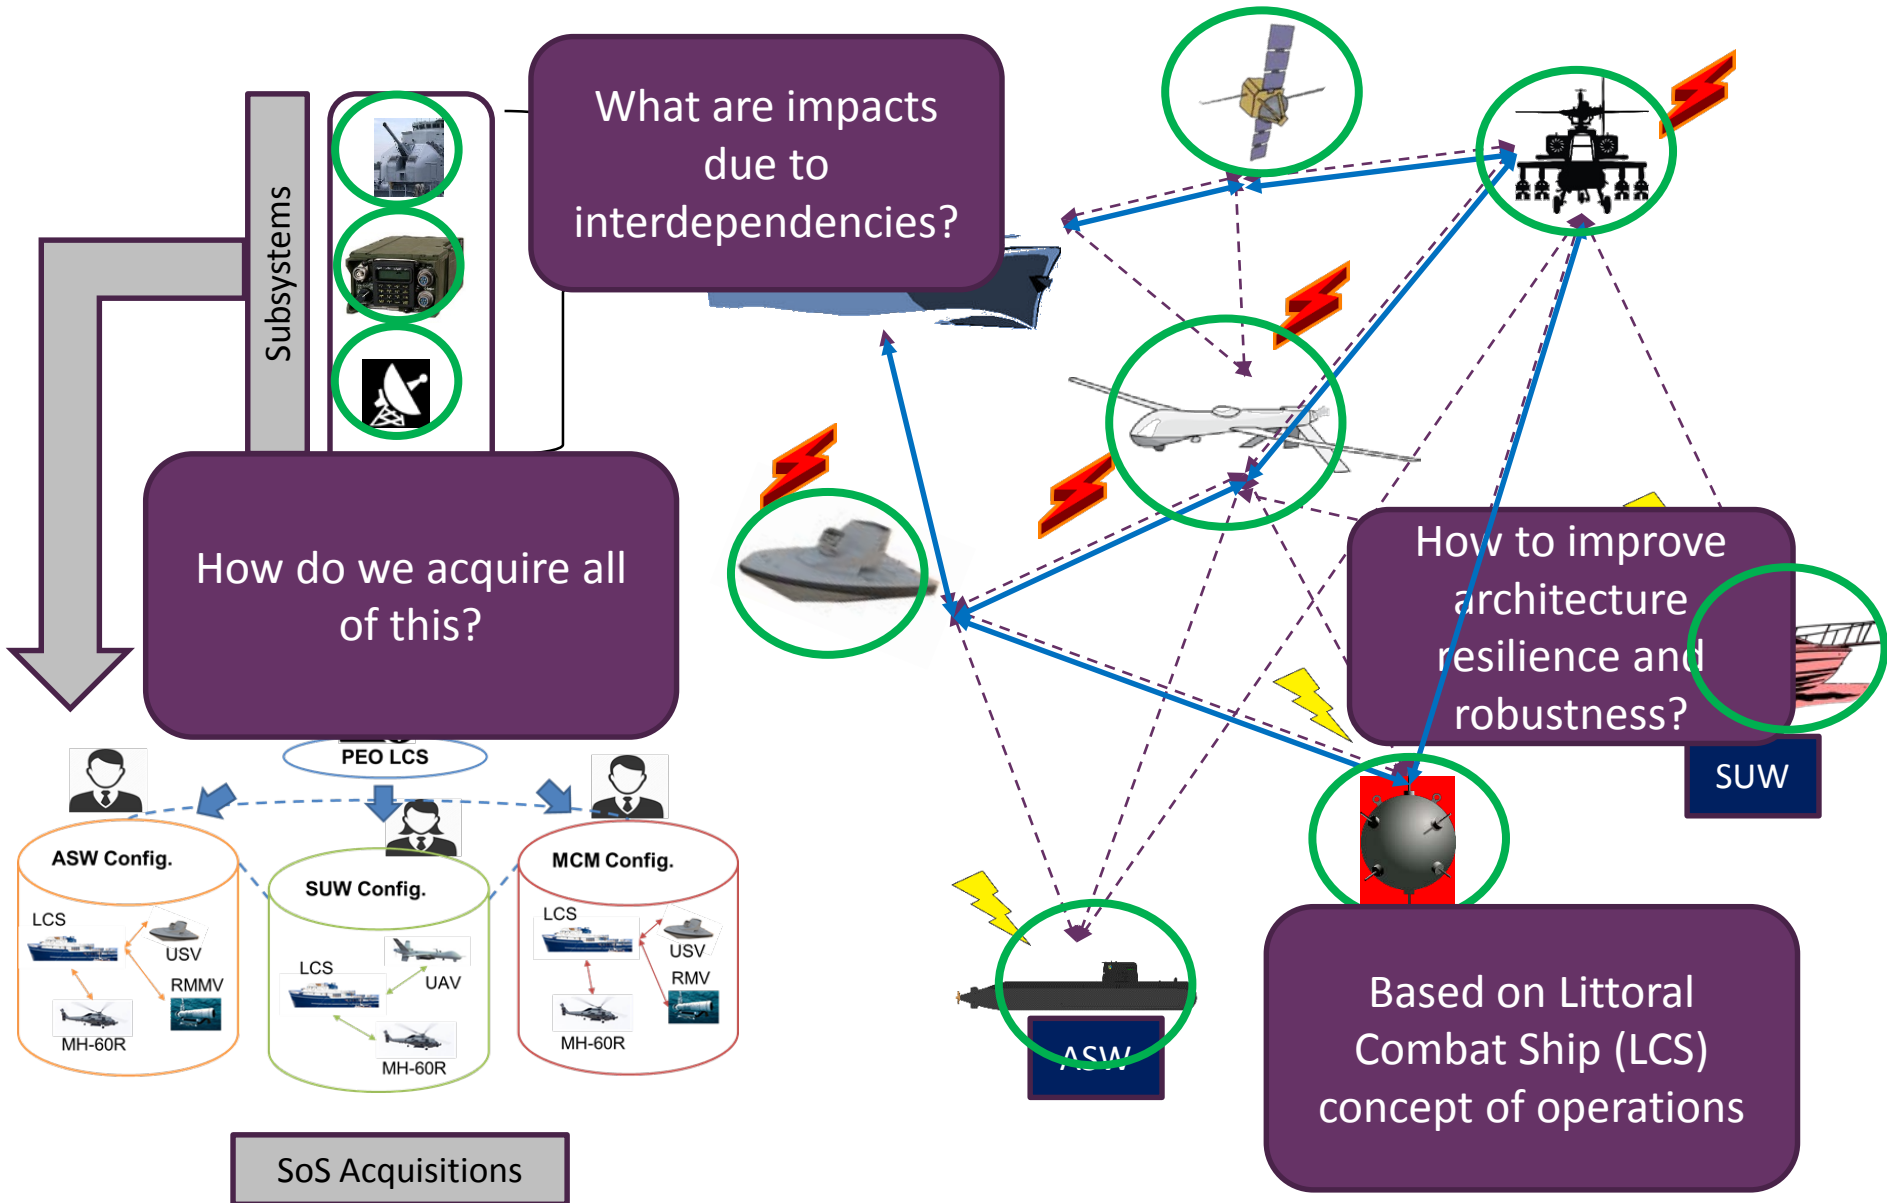 What are impacts
due to
interdependencies?
Subsystems
How do we acquire all
of this?
How to improve
architecture
resilience and
robustness?
SUW
PEO LCS
ASW Config.
LCS
USV
RMMV
MH-60R
SUW Config.
LCS
UAV
MH-60R
MCM Config.
LCS
USV
RMV
MH-60R
ASW
Based on Littoral
Combat Ship (LCS)
concept of operations
SoS Acquisitions